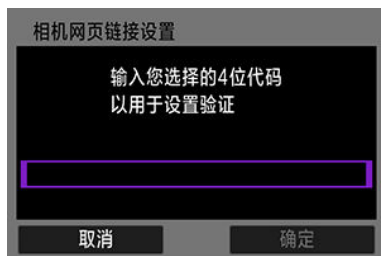 相机网页链接设置
输入您选择的4位代码
以用于设置验证
取消
确定